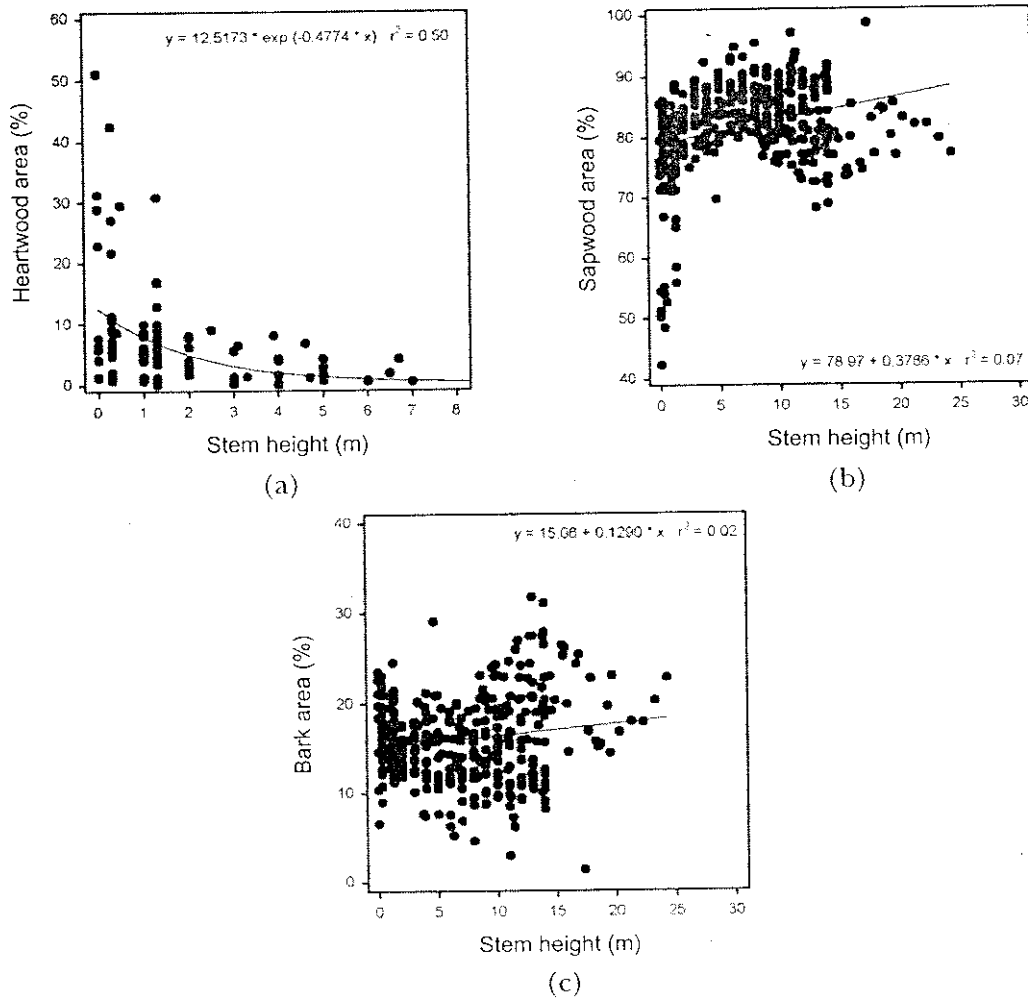 60
50
40
30
20
10
0
Heartwood area (%)
y = 12.5173 * exp (-0.4774 * x) r² = 0.50
0 1 2 3 4 5 6 7 8
Stem height (m)
(a)
100
90
80
70
60
50
40
Sapwood area (%)
y = 78.97 + 0.3786 * x r² = 0.07
0 5 10 15 20 25 30
Stem height (m)
(b)
40
30
20
10
0
Bark area (%)
y = 15.06 + 0.1290 * x r² = 0.02
0 5 10 15 20 25 30
Stem height (m)
(c)